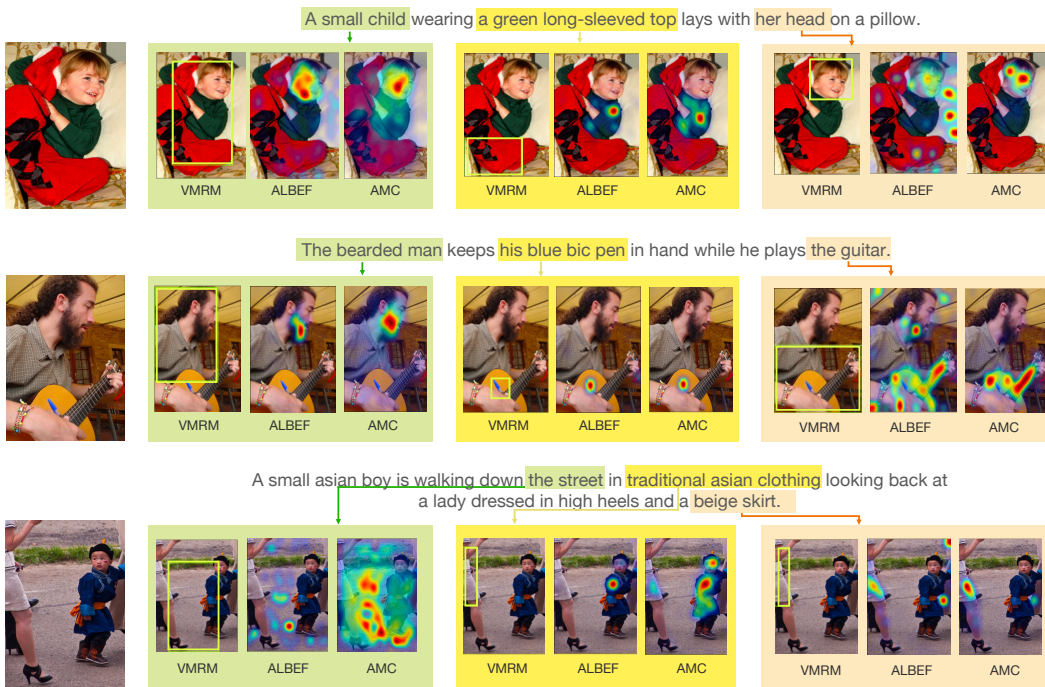 A small child wearing a green long-sleeved top lays with her head on a pillow.
VMRM ALBEF AMC VMRM ALBEF AMC VMRM ALBEF AMC
The bearded man keeps his blue bic pen in hand while he plays the guitar.
VMRM ALBEF AMC VMRM ALBEF AMC VMRM ALBEF AMC
A small asian boy is walking down the street in traditional asian clothing looking back at
a lady dressed in high heels and a beige skirt.
VMRM ALBEF AMC VMRM ALBEF AMC VMRM ALBEF AMC